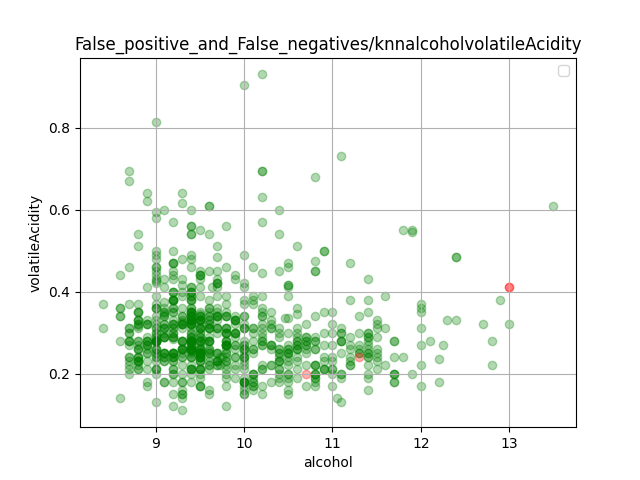 False_positive_and_False_negatives/knnalcoholvolatileAcidity
0.8
0.6
0.4
0.2
volatileAcidity
9 10 11 12 13
alcohol